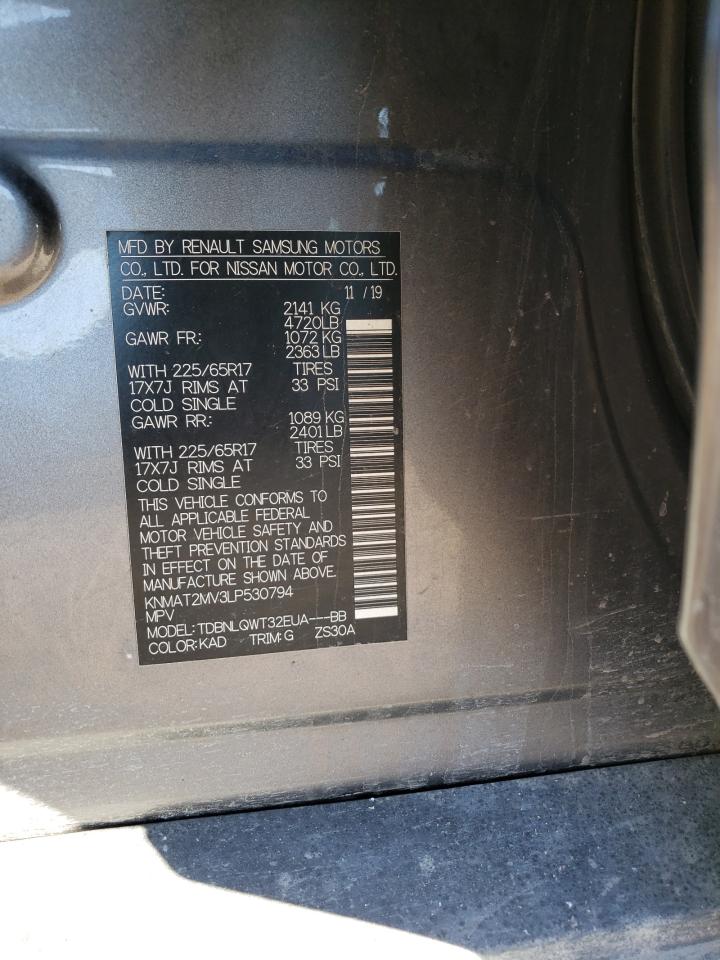 MFD BY RENAULT SAMSUNG MOTORS
CO., LTD. FOR NISSAN MOTOR CO., LTD.
DATE: 11 / 19
GVWR: 2141 KG
4720LB
GAWR FR.: 1072 KG
2363 LB
WITH 225/65R17 TIRES
17X7J RIMS AT 33 PSI
COLD SINGLE
GAWR RR.: 1089 KG
2401 LB
WITH 225/65R17 TIRES
17X7J RIMS AT 33 PSI
COLD SINGLE
THIS VEHICLE CONFORMS TO
ALL APPLICABLE FEDERAL
MOTOR VEHICLE SAFETY AND
THEFT PREVENTION STANDARDS
IN EFFECT ON THE DATE OF
MANUFACTURE SHOWN ABOVE.
KNMAT2MV3LP530794
MPV
MODEL: TDBNLQWT32EUA---BB
COLOR: KAD TRIM: G ZS30A